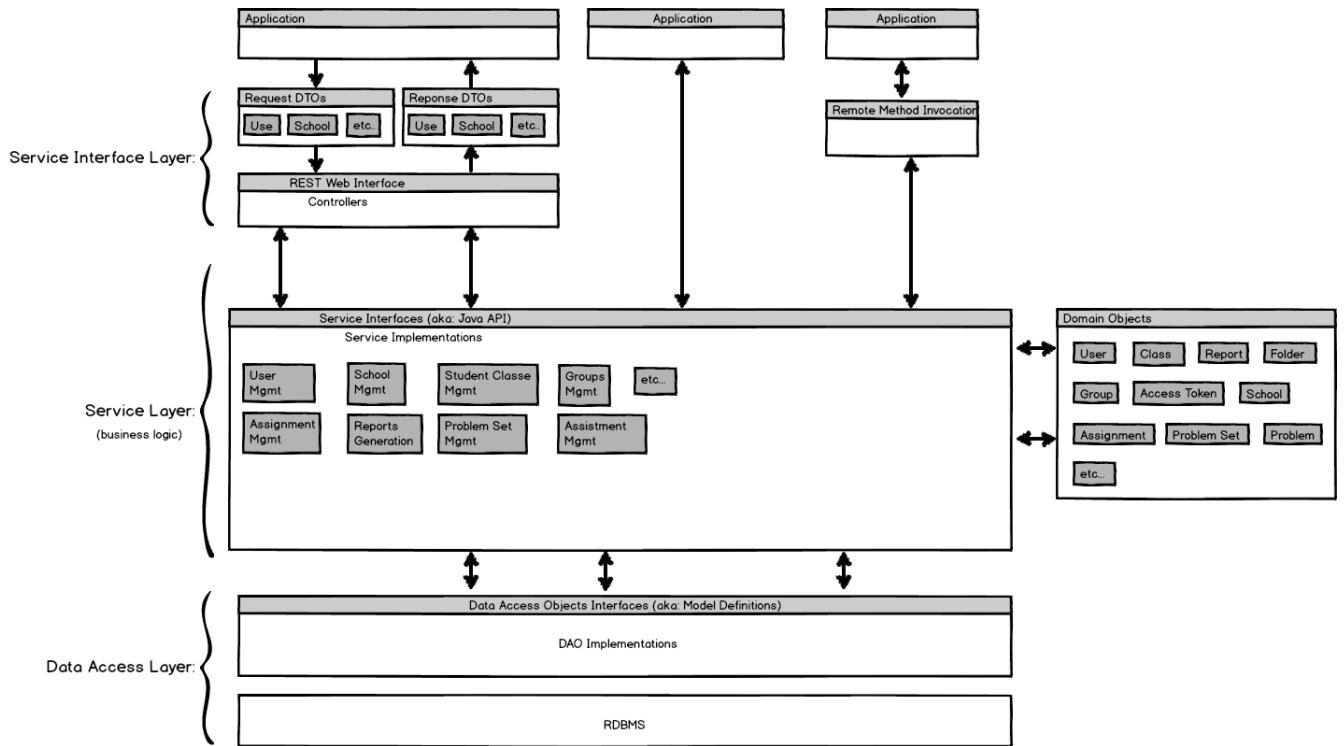 Application
Application
Application
Request DTOs
Use School etc..
Reponse DTOs
Use School etc..
Remote Method Invocation
Service Interface Layer:
REST Web Interface
Controllers
Service Interfaces (aka: Java API)
Service Implementations
User
Mgmt
School
Mgmt
Student Classe
Mgmt
Groups
Mgmt
etc...
Assignment
Mgmt
Reports
Generation
Problem Set
Mgmt
Assistment
Mgmt
Service Layer:
(business logic)
Domain Objects
User Class Report Folder
Group Access Token School
Assignment Problem Set Problem
etc...
Data Access Layer:
Data Access Objects Interfaces (aka: Model Definitions)
DAO Implementations
RDBMS